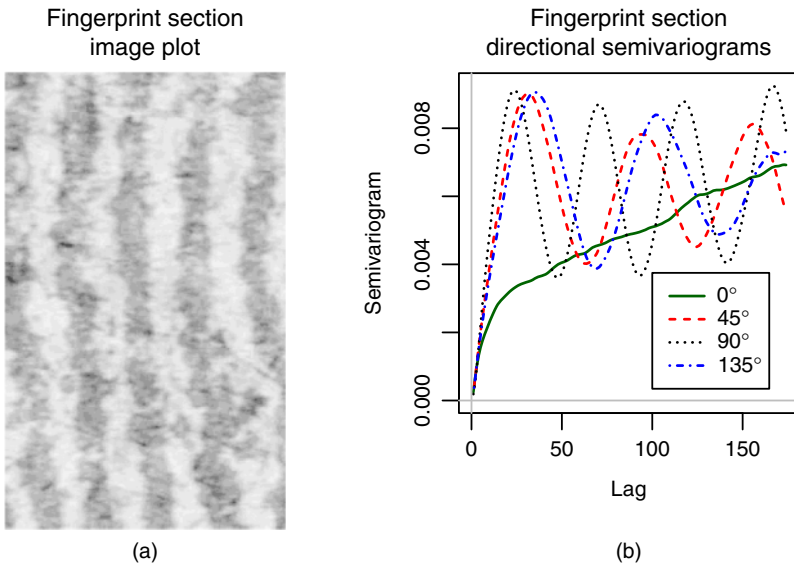 Fingerprint section
image plot
(a)
Fingerprint section
directional semivariograms
Semivariogram
0.008
0.004
0.000
0°
45°
90°
135°
0
50
100
150
Lag
(b)